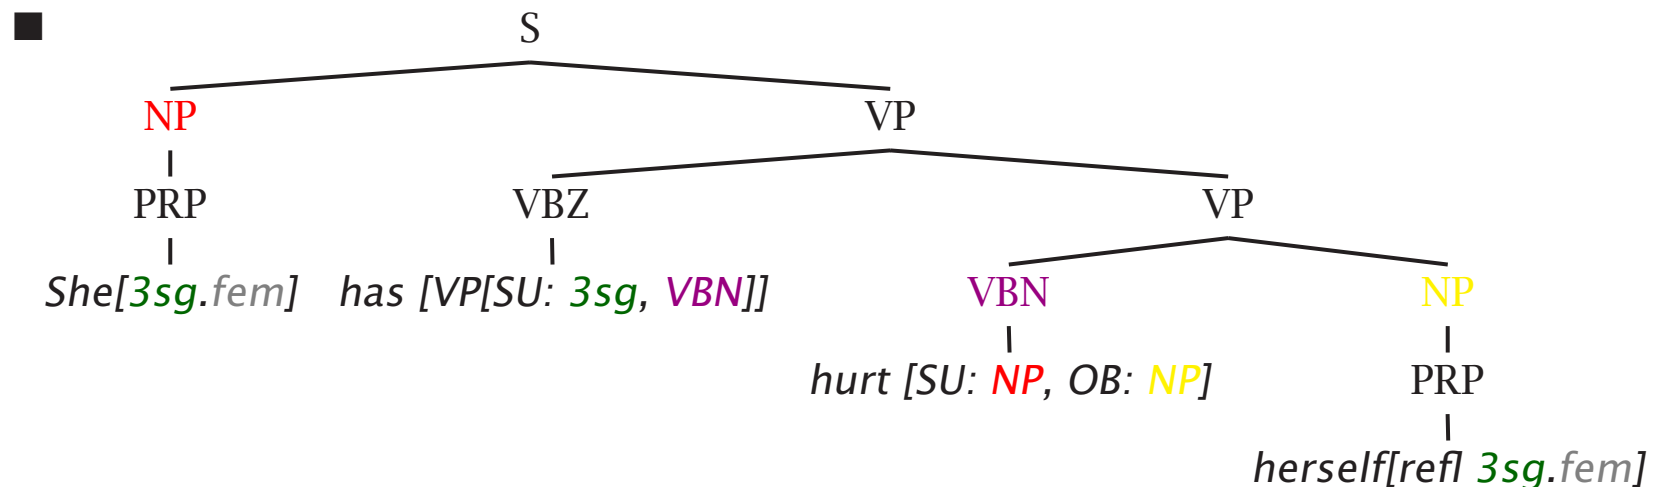 S
NP VP
PRP VBZ VP
She[3sg.fem] has [VP[SU: 3sg, VBN]] VBN NP
hurt [SU: NP, OB: NP] PRP
herself[refl 3sg.fem]